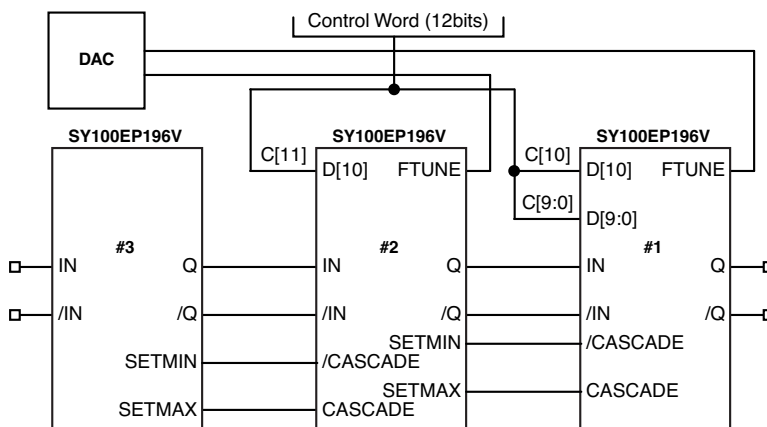 Control Word (12bits)
DAC
SY100EP196V
SY100EP196V
SY100EP196V
C[11]
D[10]
FTUNE
C[10]
D[10]
FTUNE
C[9:0]
D[9:0]
#3
#2
#1
IN
Q
IN
Q
IN
Q
/IN
/Q
/IN
/Q
/IN
/Q
SETMIN
/CASCADE
SETMIN
/CASCADE
SETMAX
CASCADE
SETMAX
CASCADE